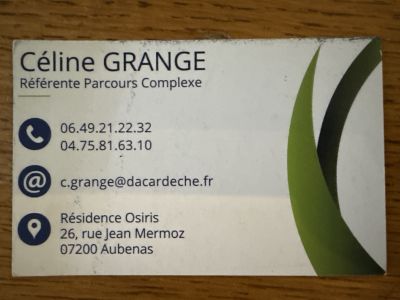 Céline GRANGE
Référente Parcours Complexe
06.49.21.22.32
04.75.81.63.10
c.grange@dacardeche.fr
Résidence Osiris
26, rue Jean Mermoz
07200 Aubenas